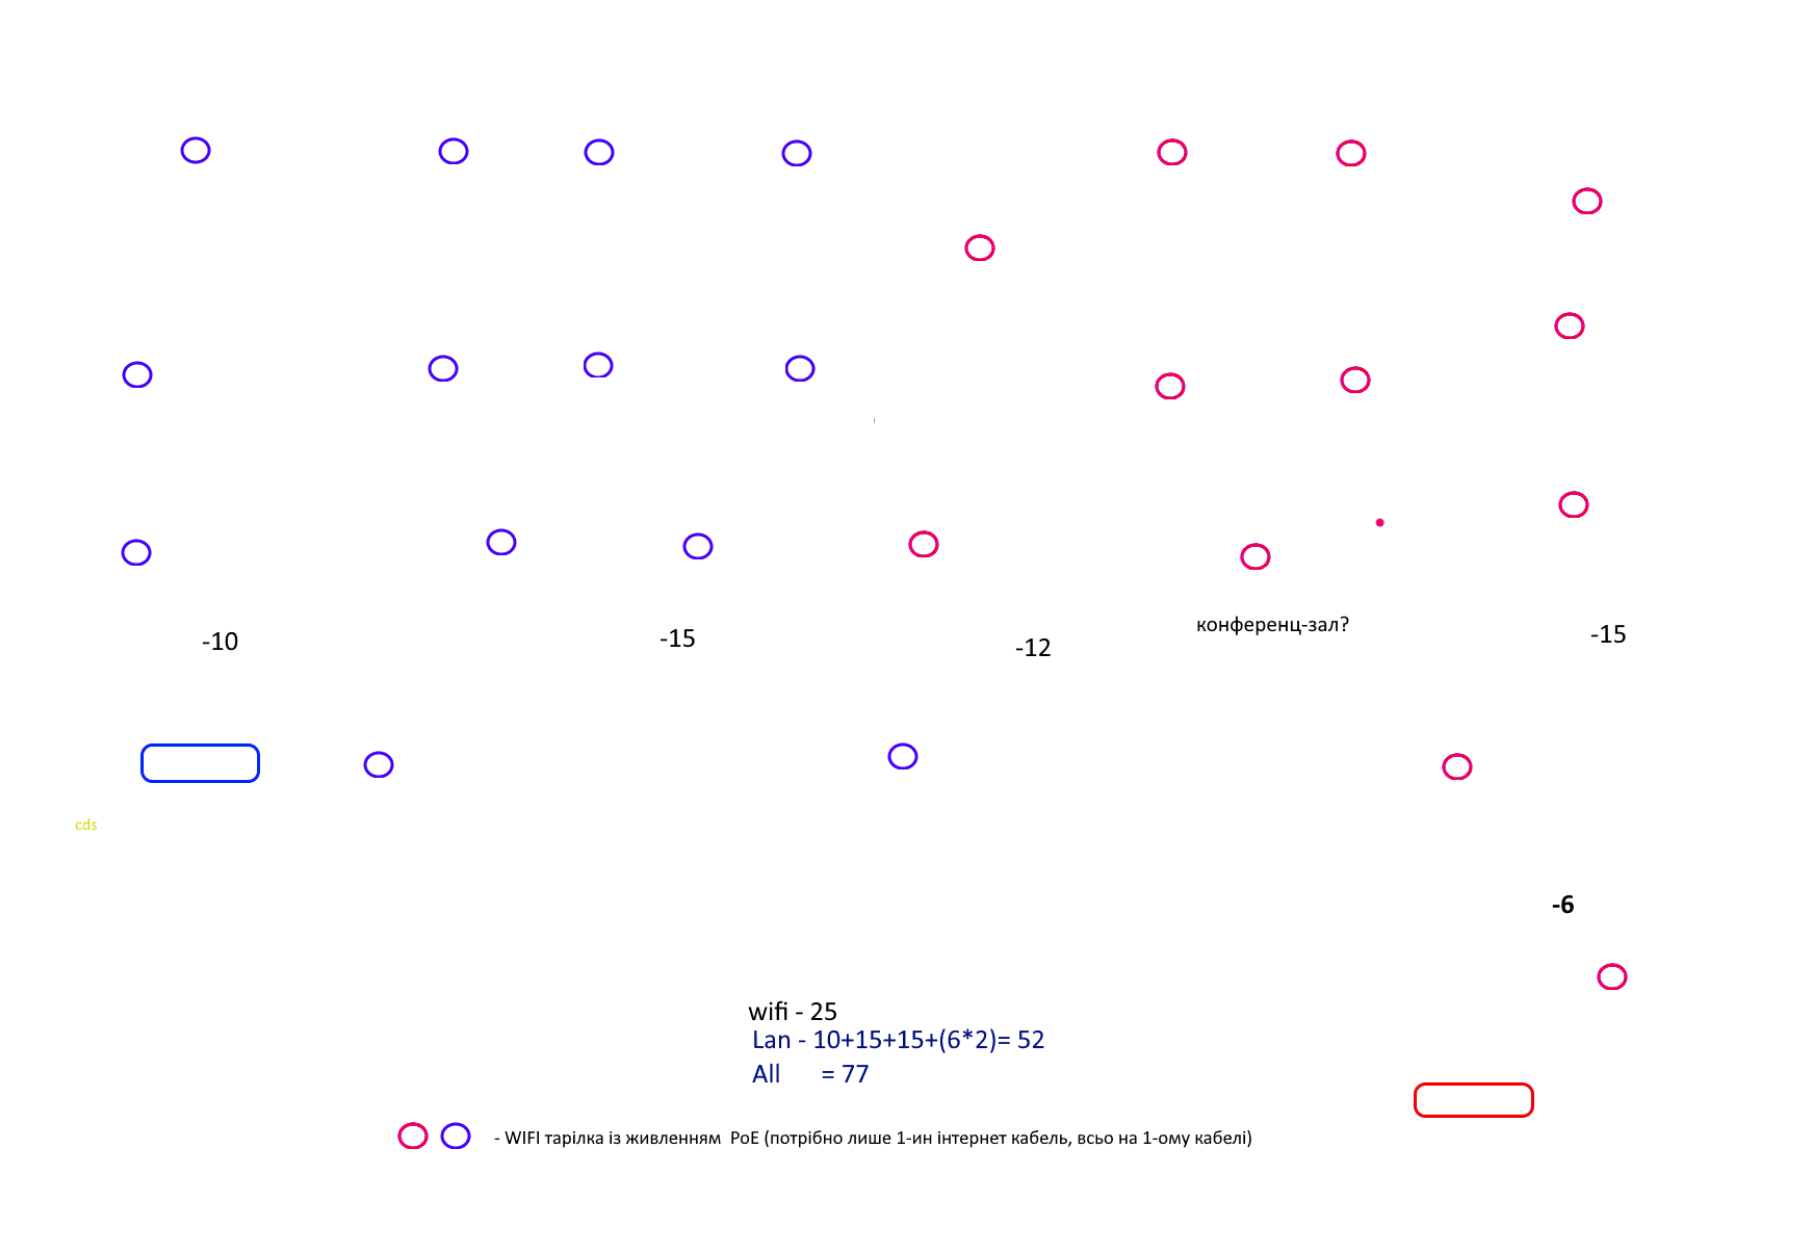 -10
-15
-12
конференц-зал?
-15
cds
-6
wifi - 25
Lan - 10+15+15+(6*2)= 52
All = 77
- WIFI тарілка із живленням PoE (потрібно лише 1-ин інтернет кабель, всьо на 1-ому кабелі)